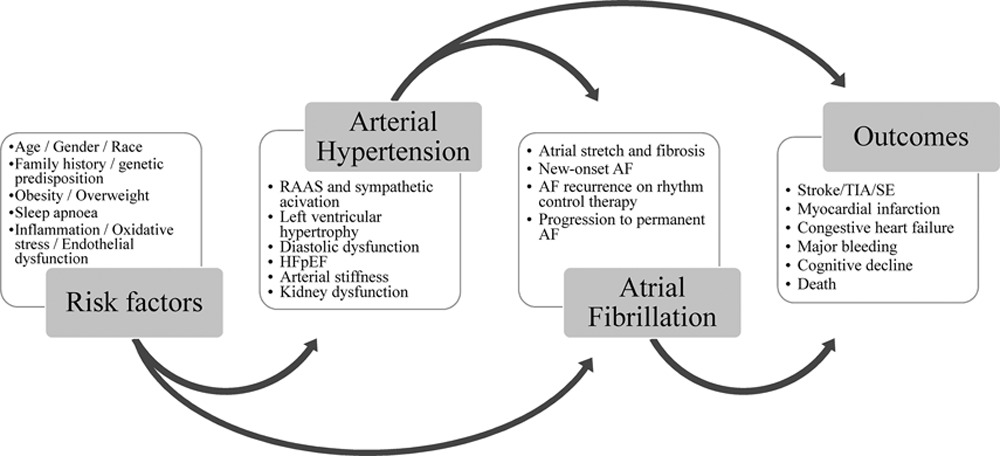 •Age / Gender / Race
•Family history / genetic
predisposition
•Obesity / Overweight
•Sleep apnoea
•Inflammation / Oxidative
stress / Endothelial
dysfunction
Risk factors
Arterial
Hypertension
• RAAS and sympathetic
acivation
• Left ventricular
hypertrophy
• Diastolic dysfunction
• HFpEF
• Arterial stiffness
• Kidney dysfunction
• Atrial stretch and fibrosis
• New-onset AF
• AF recurrence on rhythm
control therapy
• Progression to permanent
AF
Atrial
Fibrillation
Outcomes
• Stroke/TIA/SE
• Myocardial infarction
• Congestive heart failure
• Major bleeding
• Cognitive decline
• Death